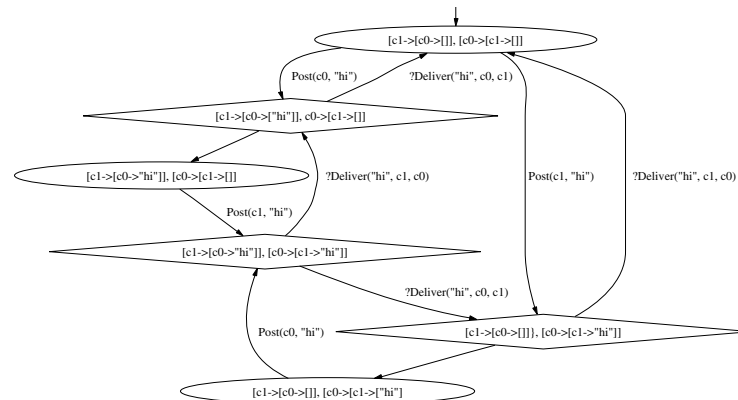 [c1->[c0->[]], [c0->[c1->[]]
Post(c0, "hi")
?Deliver("hi", c0, c1)
[c1->[c0->["hi"]], c0->[c1->[]]
[c1->[c0->"hi"]], [c0->[c1->[]]
?Deliver("hi", c1, c0)
Post(c1, "hi")
?Deliver("hi", c1, c0)
Post(c1, "hi")
[c1->[c0->"hi"]], [c0->[c1->"hi"]]
?Deliver("hi", c0, c1)
Post(c0, "hi")
[c1->[c0->[]]}, [c0->[c1->"hi"]]
[c1->[c0->[]], [c0->[c1->["hi"]